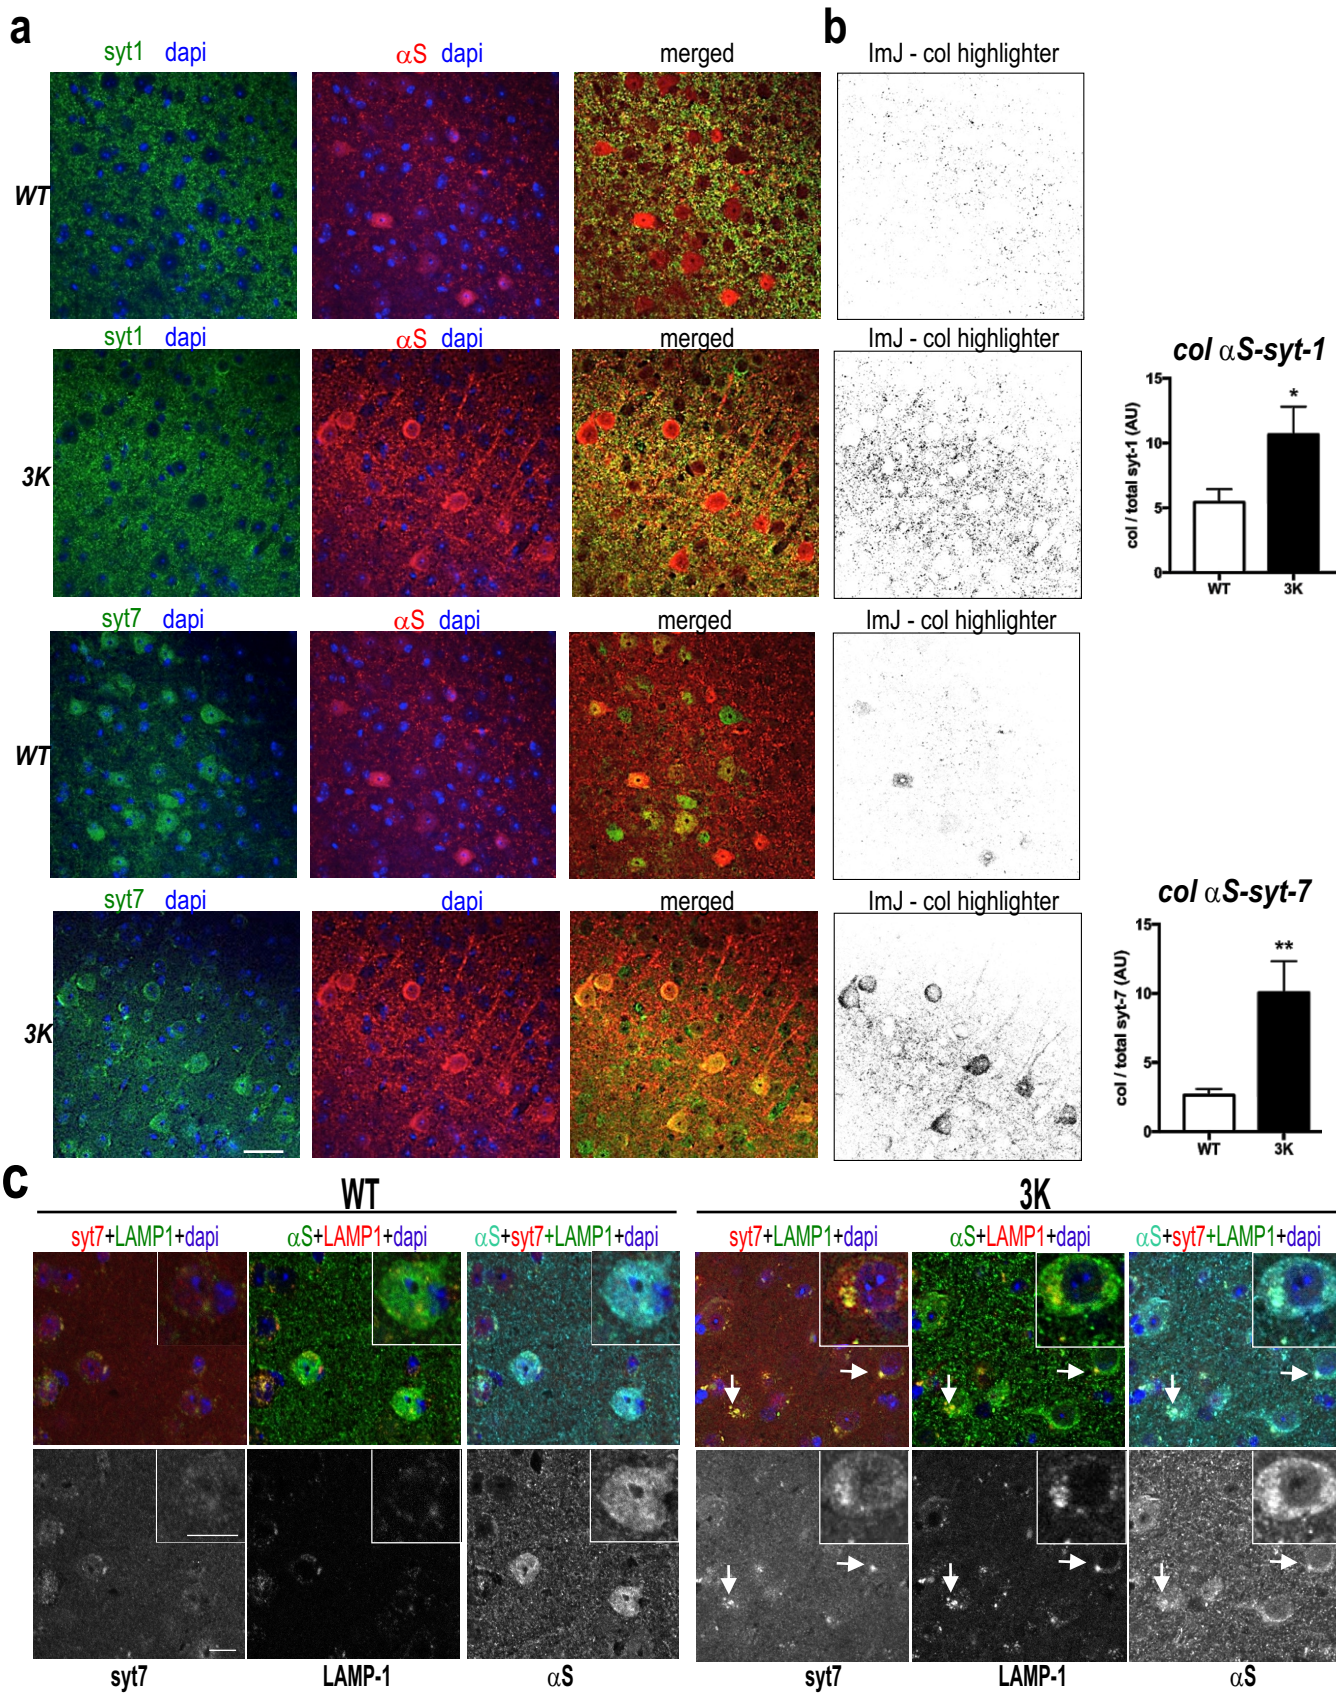 a
b
syt1 dapi
αS dapi
merged
ImJ - col highlighter
WT
syt1 dapi
αS dapi
merged
ImJ - col highlighter
3K
col αS-syt-1
15
10
5
0
col / total syt-1 (AU)
*
WT 3K
syt7 dapi
αS dapi
merged
ImJ - col highlighter
WT
syt7 dapi
dapi
merged
ImJ - col highlighter
3K
col αS-syt-7
15
10
5
0
col / total syt-7 (AU)
**
WT 3K
c
WT
3K
syt7+LAMP1+dapi
αS+LAMP1+dapi
αS+syt7+LAMP1+dapi
syt7+LAMP1+dapi
αS+LAMP1+dapi
αS+syt7+LAMP1+dapi
syt7
LAMP-1
αS
syt7
LAMP-1
αS